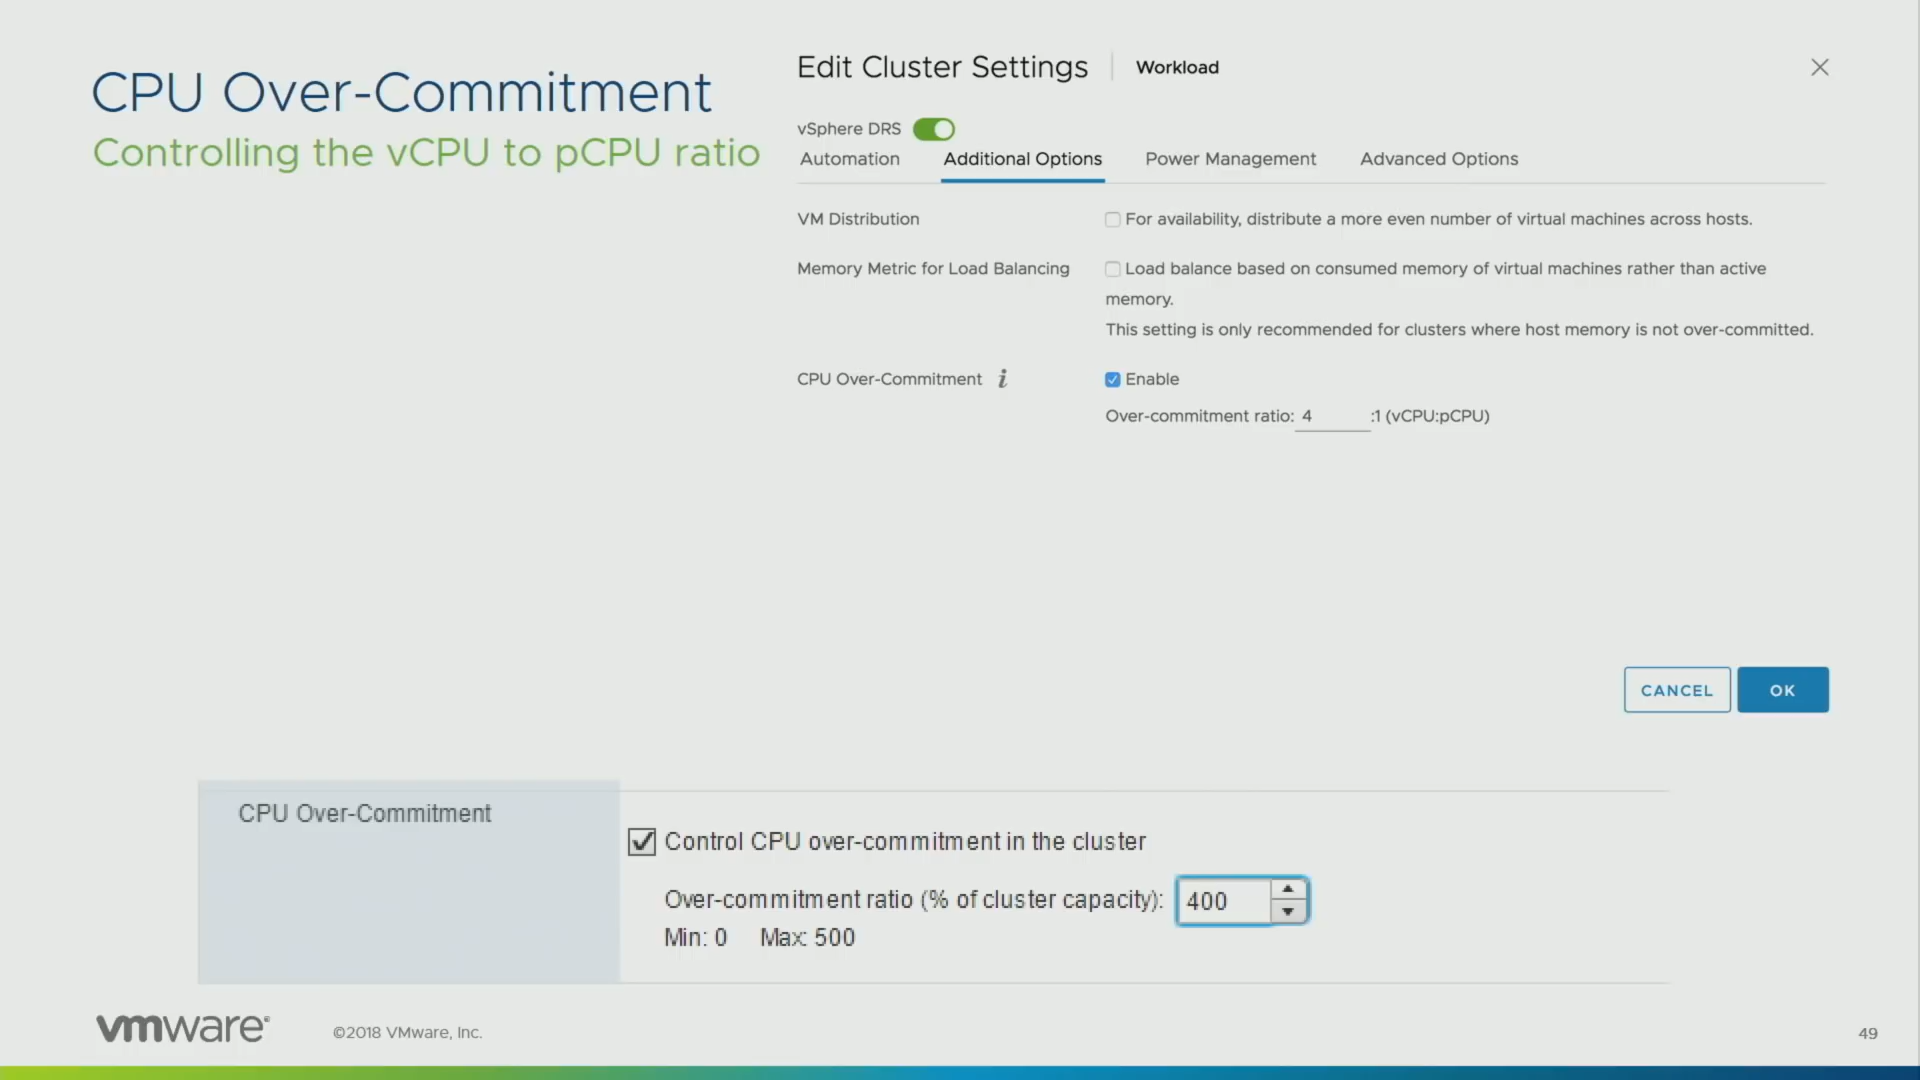 CPU Over-Commitment
Controlling the vCPU to pCPU ratio
Edit Cluster Settings Workload
vSphere DRS
Automation Additional Options Power Management Advanced Options
VM Distribution For availability, distribute a more even number of virtual machines across hosts.
Memory Metric for Load Balancing Load balance based on consumed memory of virtual machines rather than active
memory.
This setting is only recommended for clusters where host memory is not over-committed.
CPU Over-Commitment i Enable
Over-commitment ratio: 4 :1 (vCPU:pCPU)
CANCEL OK
CPU Over-Commitment
Control CPU over-commitment in the cluster
Over-commitment ratio (% of cluster capacity): 400
Min: 0 Max: 500
vmware® ©2018 VMware, Inc. 49